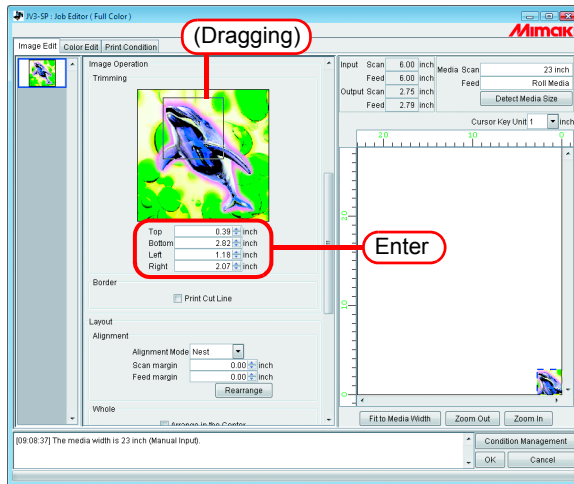 JV3-SP : Job Editor ( Full Color )
Mimaki
(Dragging)
Image Edit Color Edit Print Condition
Image Operation
Trimming
Top 0.39 inch
Bottom 2.82 inch
Left 1.18 inch
Right 2.07 inch
Enter
Border
Print Cut Line
Layout
Alignment
Alignment Mode Nest
Scan margin 0.00 inch
Feed margin 0.00 inch
Rearrange
Whole
Arrange in the Center
Input Scan 6.00 inch
Feed 6.00 inch
Output Scan 2.75 inch
Feed 2.79 inch
Media Scan 23 inch
Feed Roll Media
Detect Media Size
Cursor Key Unit 1 inch
20 10 0
20
10
0
Fit to Media Width Zoom Out Zoom In
[09:08:37] The media width is 23 inch (Manual Input).
Condition Management
OK Cancel